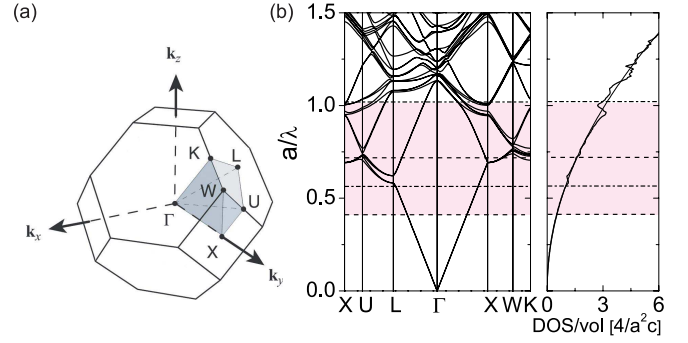 (a)
k_z
K
L
W
U
Γ
X
k_x
k_y
(b)
1.5
1.0
0.5
0.0
a/λ
X U L Γ X W K
0 3 6
DOS/vol [4/a²c]